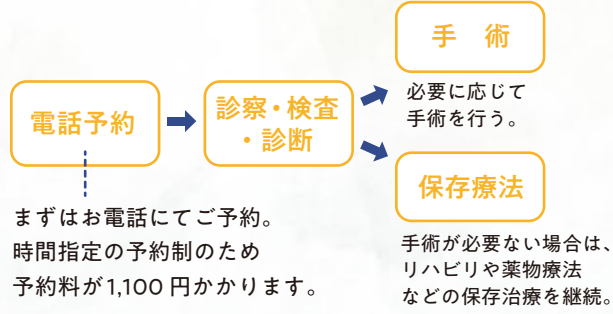 電話予約
まずはお電話にてご予約。
時間指定の予約制のため
予約料が1,100円かかります。
診察・検査
・診断
手 術
必要に応じて
手術を行う。
保存療法
手術が必要ない場合は、
リハビリや薬物療法
などの保存治療を継続。